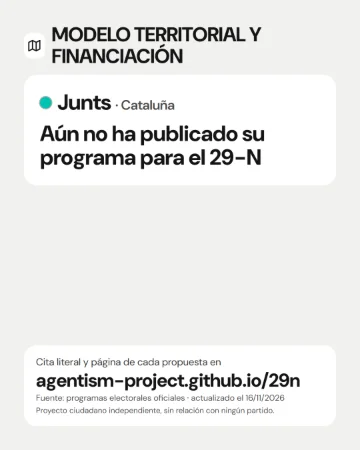 MODELO TERRITORIAL Y
FINANCIACIÓN
Junts · Cataluña
Aún no ha publicado su
programa para el 29-N
Cita literal y página de cada propuesta en
agentism-project.github.io/29n
Fuente: programas electorales oficiales · actualizado el 16/11/2026
Proyecto ciudadano independiente, sin relación con ningún partido.